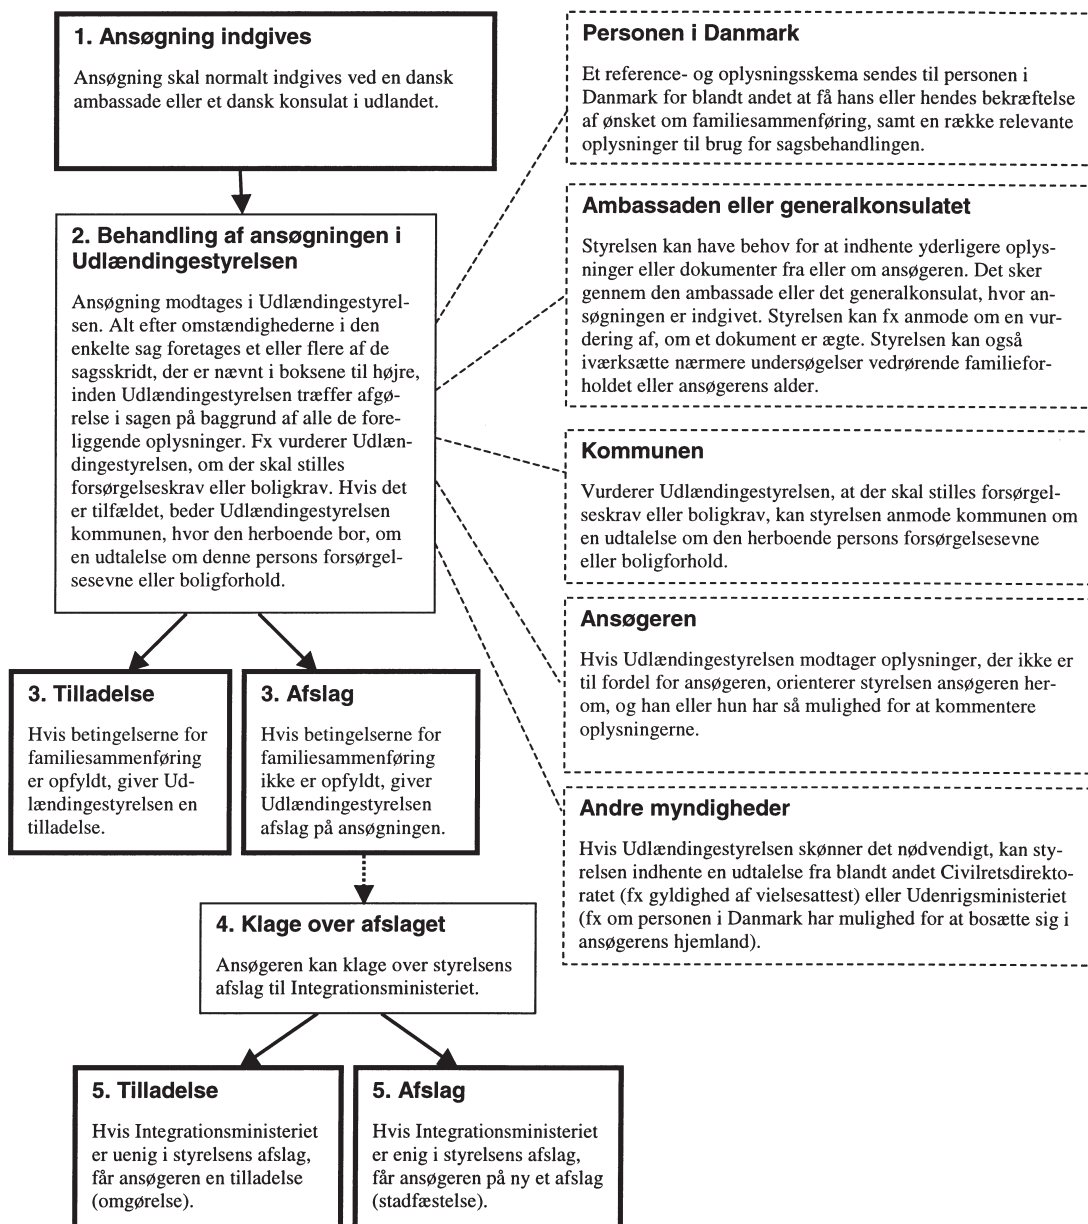 1. Ansøgning indgives
Ansøgning skal normalt indgives ved en dansk
ambassade eller et dansk konsulat i udlandet.
2. Behandling af ansøgningen i
Udlændingestyrelsen
Ansøgning modtages i Udlændingestyrel-
sen. Alt efter omstændighederne i den
enkelte sag foretages et eller flere af de
sagsskridt, der er nævnt i boksene til højre,
inden Udlændingestyrelsen træffer afgø-
relse i sagen på baggrund af alle de fore-
liggende oplysninger. Fx vurderer Udlæn-
dingestyrelsen, om der skal stilles
forsørgelseskrav eller boligkrav. Hvis det
er tilfældet, beder Udlændingestyrelsen
kommunen, hvor den herboende bor, om
en udtalelse om denne persons forsørgel-
sesevne eller boligforhold.
3. Tilladelse
Hvis betingelserne for
familiesammenføring
er opfyldt, giver Ud-
lændingestyrelsen en
tilladelse.
3. Afslag
Hvis betingelserne for
familiesammenføring
ikke er opfyldt, giver
Udlændingestyrelsen
afslag på ansøgningen.
4. Klage over afslaget
Ansøgeren kan klage over styrelsens
afslag til Integrationsministeriet.
5. Tilladelse
Hvis Integrationsministeriet
er uenig i styrelsens afslag,
får ansøgeren en tilladelse
(omgørelse).
5. Afslag
Hvis Integrationsministeriet
er enig i styrelsens afslag,
får ansøgeren på ny et afslag
(stadfæstelse).
Personen i Danmark
Et reference- og oplysningsskema sendes til personen i
Danmark for blandt andet at få hans eller hendes bekræftelse
af ønsket om familiesammenføring, samt en række relevante
oplysninger til brug for sagsbehandlingen.
Ambassaden eller generalkonsulatet
Styrelsen kan have behov for at indhente yderligere oplys-
ninger eller dokumenter fra eller om ansøgeren. Det sker
gennem den ambassade eller det generalkonsulat, hvor an-
søgningen er indgivet. Styrelsen kan fx anmode om en vur-
dering af, om et dokument er ægte. Styrelsen kan også
iværksætte nærmere undersøgelser vedrørende familiefor-
holdet eller ansøgerens alder.
Kommunen
Vurderer Udlændingestyrelsen, at der skal stilles forsørgel-
seskrav eller boligkrav, kan styrelsen anmode kommunen om
en udtalelse om den herboende persons forsørgelsesevne
eller boligforhold.
Ansøgeren
Hvis Udlændingestyrelsen modtager oplysninger, der ikke er
til fordel for ansøgeren, orienterer styrelsen ansøgeren her-
om, og han eller hun har så mulighed for at kommentere
oplysningerne.
Andre myndigheder
Hvis Udlændingestyrelsen skønner det nødvendigt, kan sty-
relsen indhente en udtalelse fra blandt andet Civilretsdirekto-
ratet (fx gyldighed af vielsesattest) eller Udenrigsministeriet
(fx om personen i Danmark har mulighed for at bosætte sig i
ansøgerens hjemland).